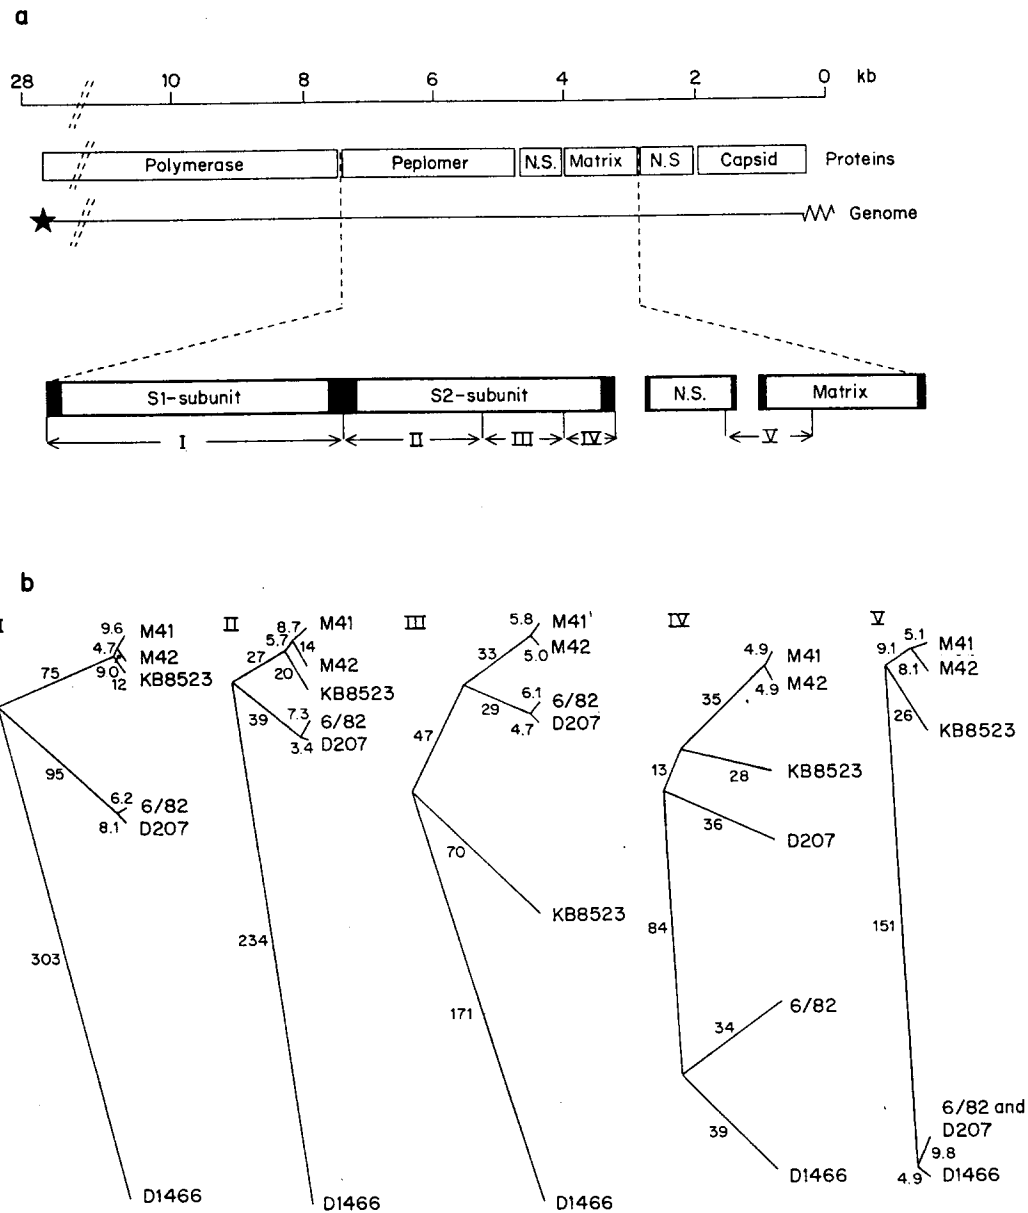 a
28 10 8 6 4 2 0 kb
Polymerase Peplomer N.S. Matrix N.S Capsid Proteins
Genome
S1-subunit S2-subunit N.S. Matrix
I II III IV V
b
I
9.6 M41
4.7 M42
75
9.0 KB8523
12
95
6.2 6/82
8.1 D207
303
D1466
II
8.7 M41
5.7 14
27 M42
20 KB8523
39
7.3 6/82
3.4 D207
234
D1466
III
5.8 M41'
33 M42
5.0
6.1 6/82
29
4.7 D207
47
70
KB8523
171
D1466
IV
4.9 M41
4.9 M42
35
13
28 KB8523
36 D207
84
6/82
34
39
D1466
V
5.1 M41
9.1
8.1 M42
26
KB8523
151
6/82 and
D207
9.8
4.9 D1466